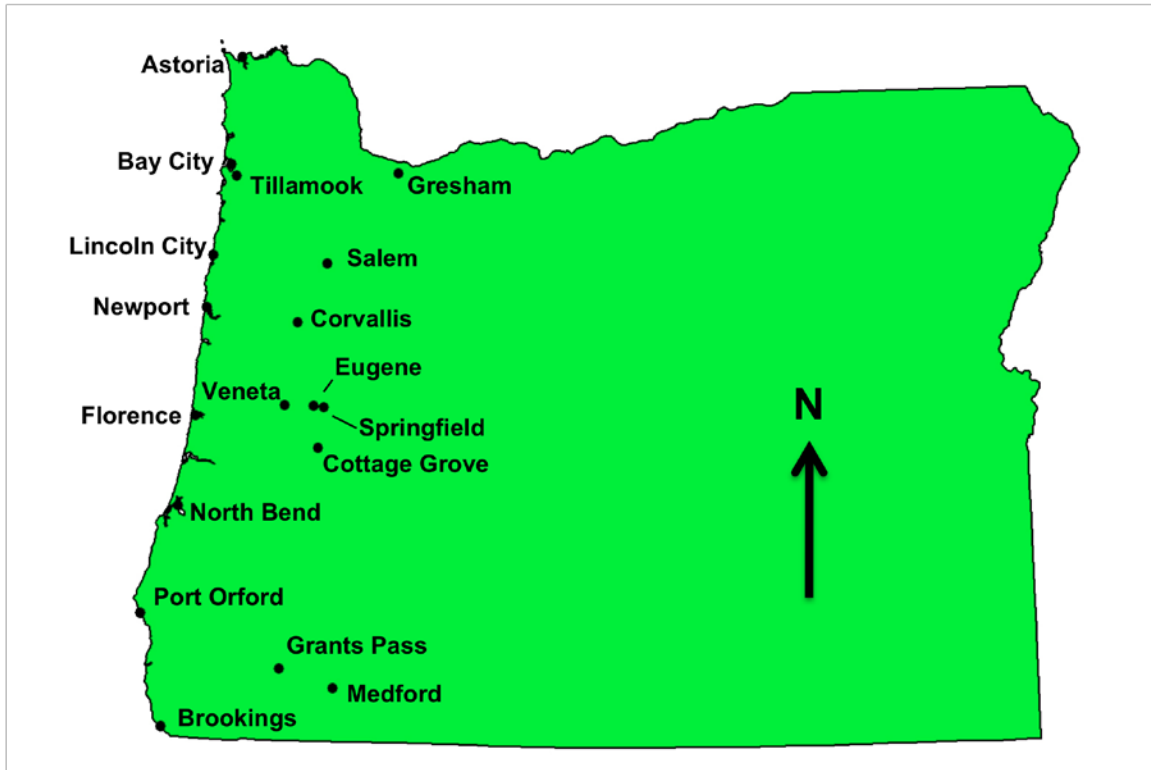 Astoria
Bay City
Tillamook
Gresham
Lincoln City
Salem
Newport
Corvallis
Eugene
Veneta
N
Florence
Springfield
Cottage Grove
North Bend
Port Orford
Grants Pass
Medford
Brookings